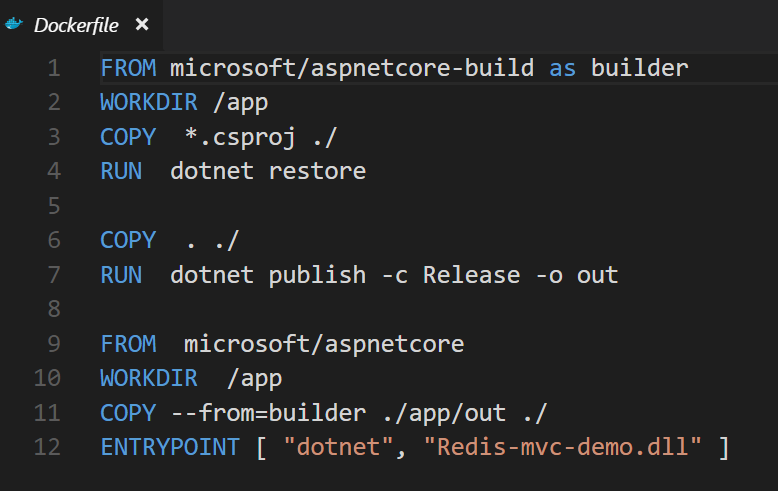 Dockerfile ×
1 FROM microsoft/aspnetcore-build as builder
2 WORKDIR /app
3 COPY  *.csproj ./
4 RUN  dotnet restore
5
6 COPY  . ./
7 RUN  dotnet publish -c Release -o out
8
9 FROM  microsoft/aspnetcore
10 WORKDIR  /app
11 COPY --from=builder ./app/out ./
12 ENTRYPOINT [ "dotnet", "Redis-mvc-demo.dll" ]